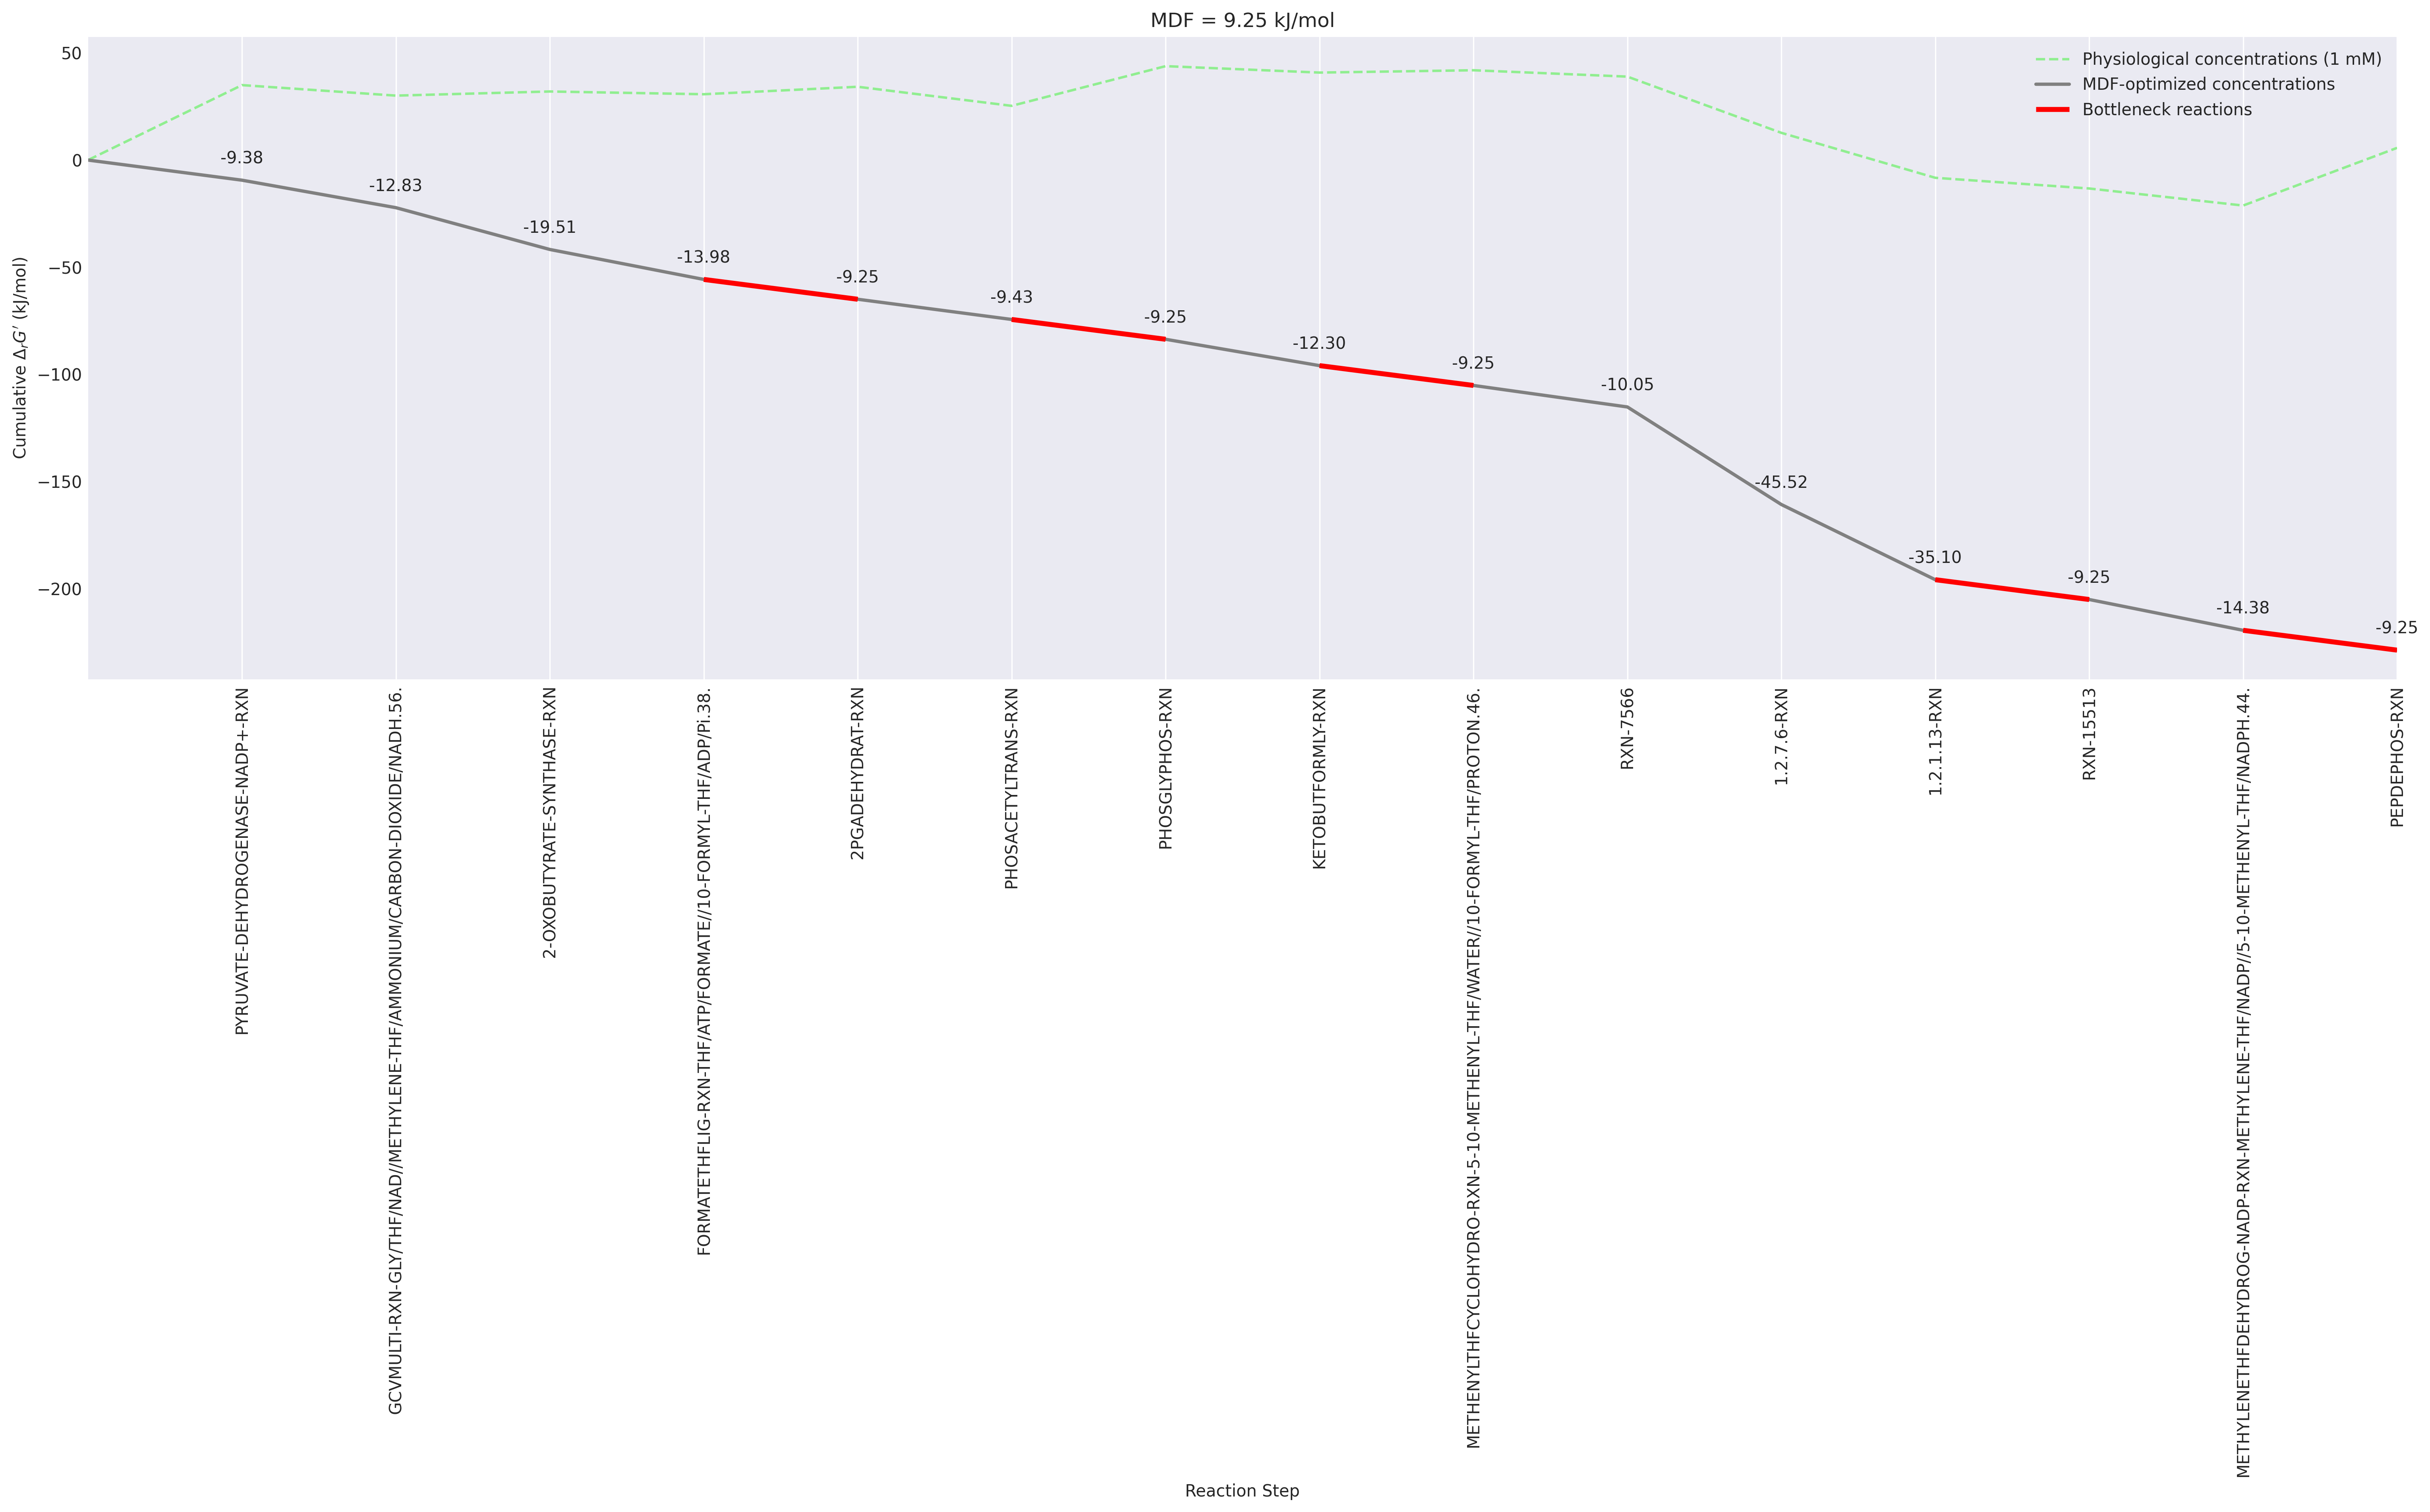 MDF = 9.25 kJ/mol
Physiological concentrations (1 mM)
MDF-optimized concentrations
Bottleneck reactions
Cumulative ΔrG′ (kJ/mol)
50
0
−50
−100
−150
−200
-9.38
-12.83
-19.51
-13.98
-9.25
-9.43
-9.25
-12.30
-9.25
-10.05
-45.52
-35.10
-9.25
-14.38
-9.25
PYRUVATE-DEHYDROGENASE-NADP+-RXN
GCVMULTI-RXN-GLY/THF/NAD//METHYLENE-THF/AMMONIUM/CARBON-DIOXIDE/NADH.56.
2-OXOBUTYRATE-SYNTHASE-RXN
FORMATETHFLIG-RXN-THF/ATP/FORMATE//10-FORMYL-THF/ADP/Pi.38.
2PGADEHYDRAT-RXN
PHOSACETYLTRANS-RXN
PHOSGLYPHOS-RXN
KETOBUTFORMLY-RXN
METHENYLTHFCYCLOHYDRO-RXN-5-10-METHENYL-THF/WATER//10-FORMYL-THF/PROTON.46.
RXN-7566
1.2.7.6-RXN
1.2.1.13-RXN
RXN-15513
METHYLENETHFDEHYDROG-NADP-RXN-METHYLENE-THF/NADP//5-10-METHENYL-THF/NADPH.44.
PEPDEPHOS-RXN
Reaction Step